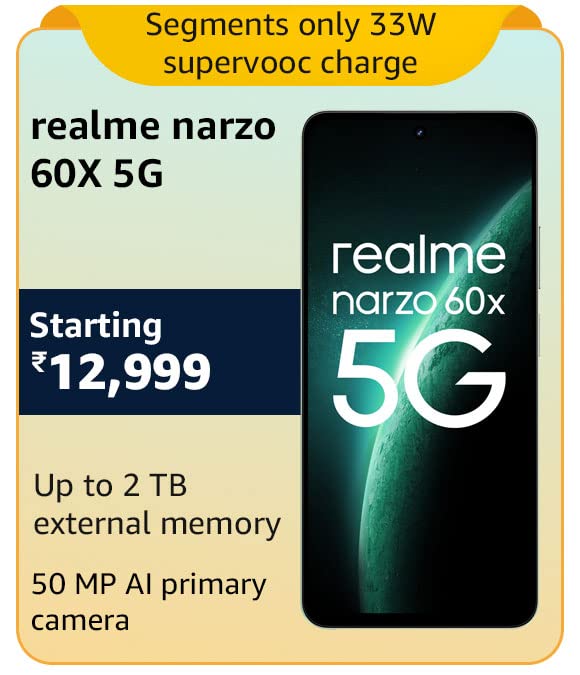 Segments only 33W
supervooc charge
realme narzo
60X 5G
Starting
₹12,999
Up to 2 TB
external memory
50 MP AI primary
camera
realme
narzo 60x
5G